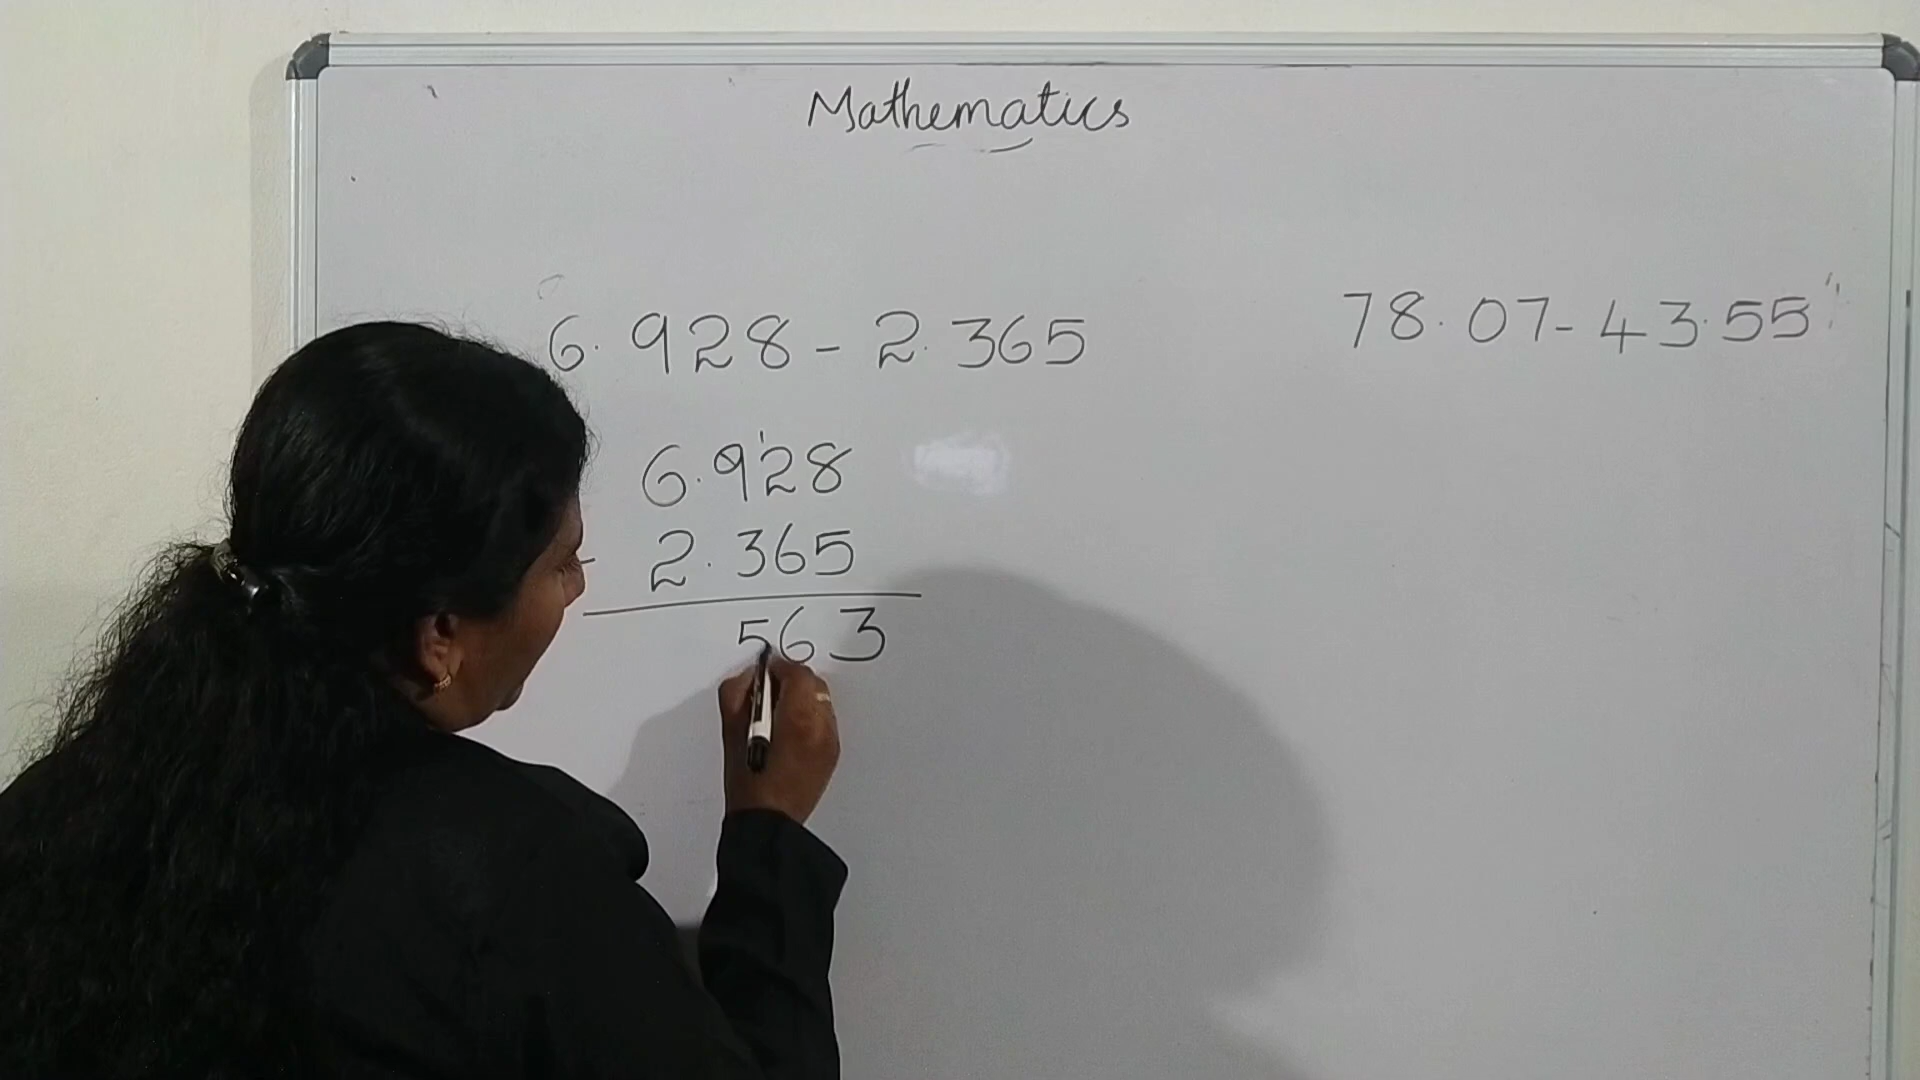 Mathematics
6.928 - 2.365
78.07 - 43.55
6.928
- 2.365
563